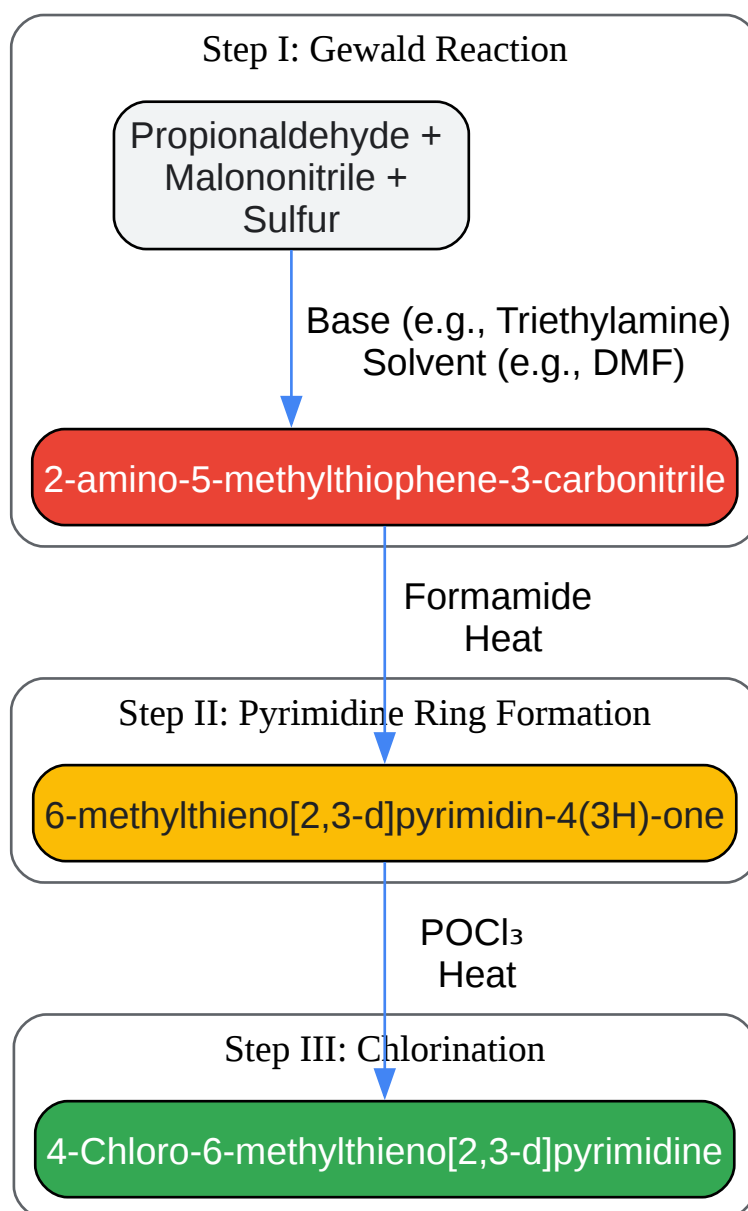 Step I: Gewald Reaction
Propionaldehyde +
Malononitrile +
Sulfur
Base (e.g., Triethylamine)
Solvent (e.g., DMF)
2-amino-5-methylthiophene-3-carbonitrile
Formamide
Heat
Step II: Pyrimidine Ring Formation
6-methylthieno[2,3-d]pyrimidin-4(3H)-one
POCl₃
Heat
Step III: Chlorination
4-Chloro-6-methylthieno[2,3-d]pyrimidine